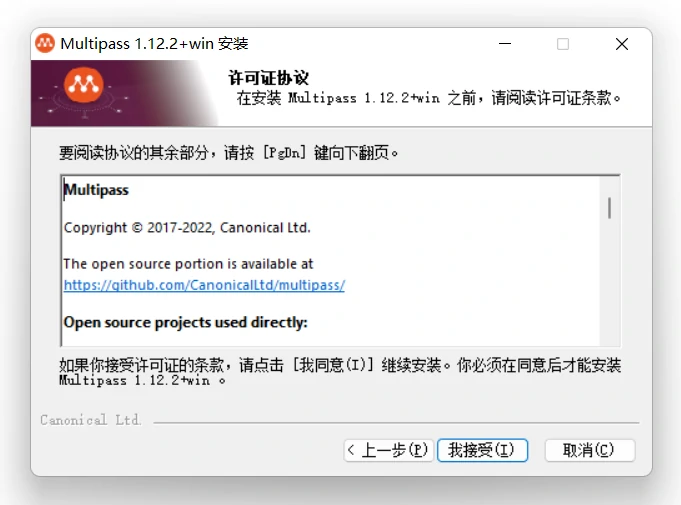 Multipass 1.12.2+win 安装
许可证协议
在安装 Multipass 1.12.2+win 之前，请阅读许可证条款。
要阅读协议的其余部分，请按 [PgDn] 键向下翻页。
Multipass
Copyright © 2017-2022, Canonical Ltd.
The open source portion is available at
https://github.com/CanonicalLtd/multipass/
Open source projects used directly:
如果你接受许可证的条款，请点击 [我同意(I)] 继续安装。你必须在同意后才能安装
Multipass 1.12.2+win 。
Canonical Ltd.
< 上一步(P)
我接受(I)
取消(C)